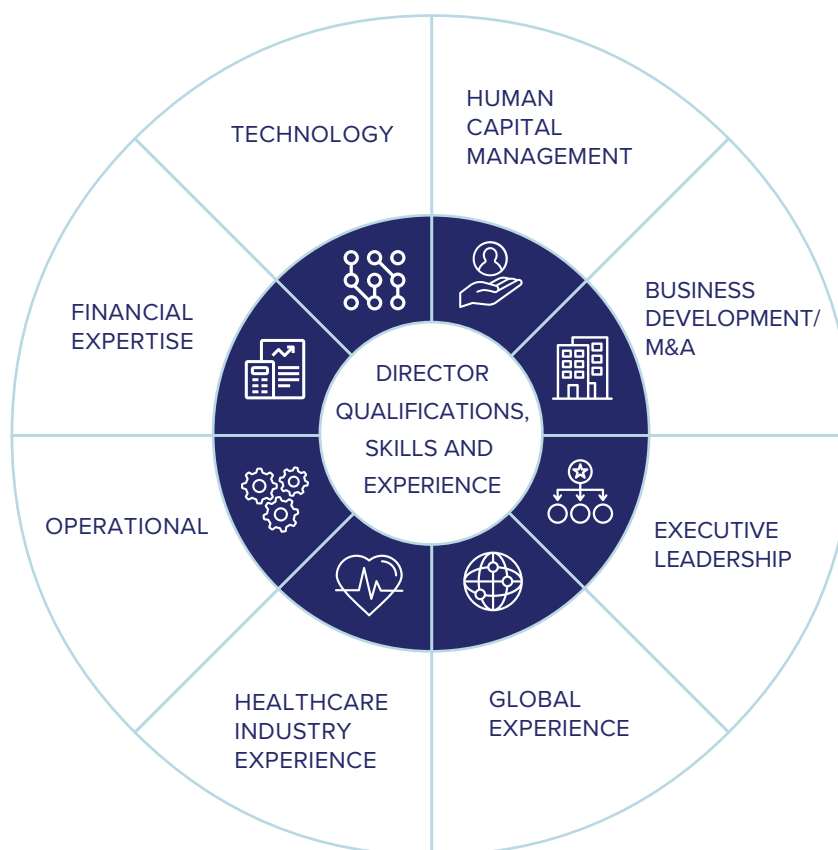 TECHNOLOGY
HUMAN
CAPITAL
MANAGEMENT
FINANCIAL
EXPERTISE
BUSINESS
DEVELOPMENT/
M&A
DIRECTOR
QUALIFICATIONS,
SKILLS AND
EXPERIENCE
OPERATIONAL
EXECUTIVE
LEADERSHIP
HEALTHCARE
INDUSTRY
EXPERIENCE
GLOBAL
EXPERIENCE